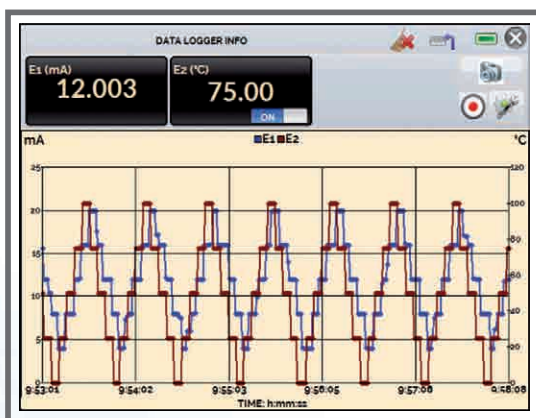 DATA LOGGER INFO
E1 (mA)
12.003
E2 (°C)
75.00
ON
mA
E1 E2
°C
25
20
15
10
5
0
120
100
80
60
40
20
0
9:53:01 9:54:02 9:55:03 9:56:05 9:57:06 9:58:08
TIME: h:mm:ss